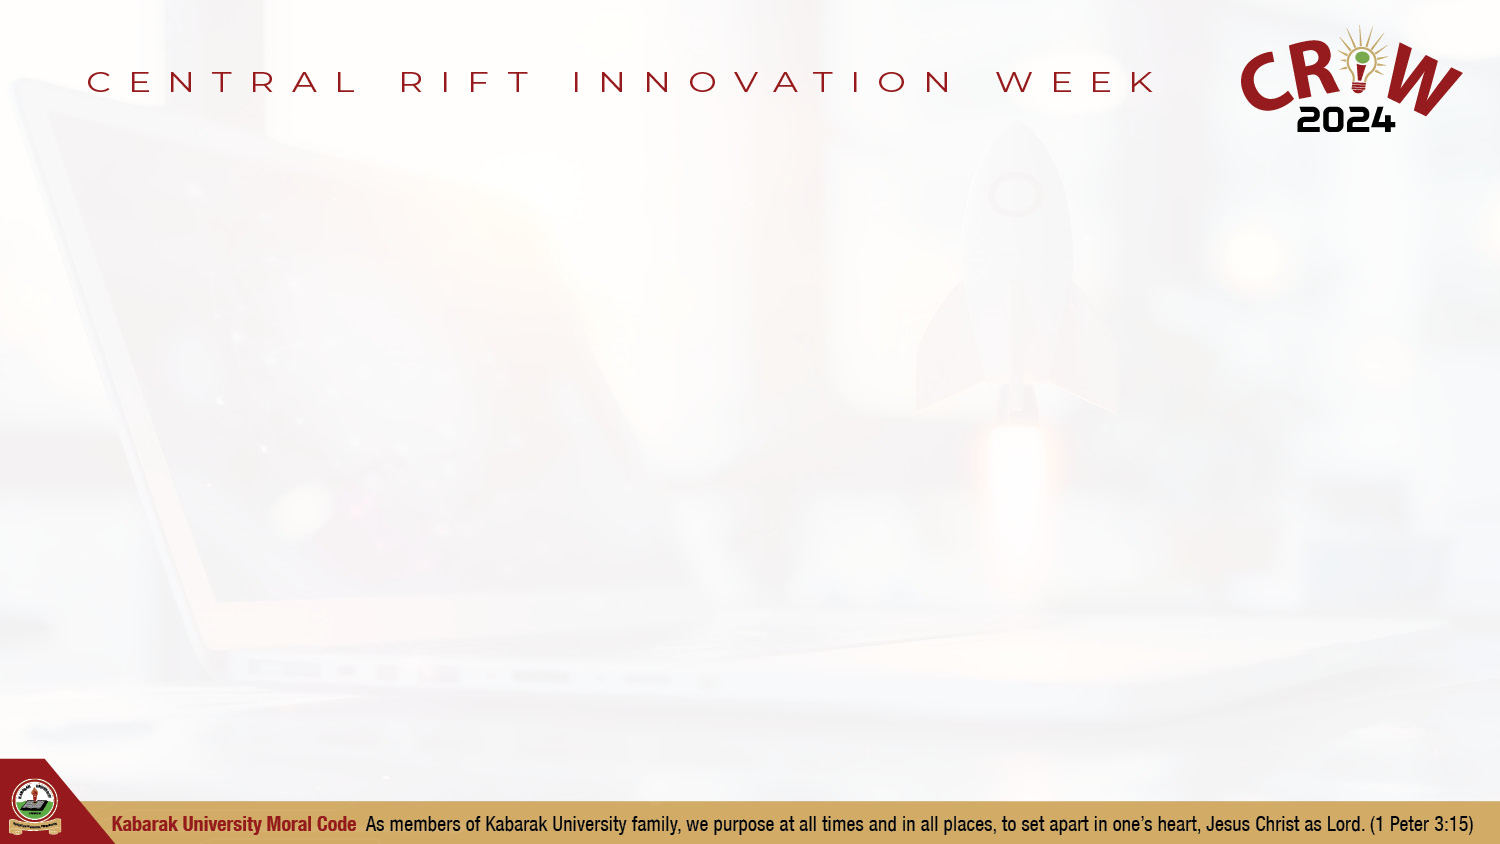 CENTRAL RIFT INNOVATION WEEK
CRIW
2024
Kabarak University Moral Code As members of Kabarak University family, we purpose at all times and in all places, to set apart in one’s heart, Jesus Christ as Lord. (1 Peter 3:15)